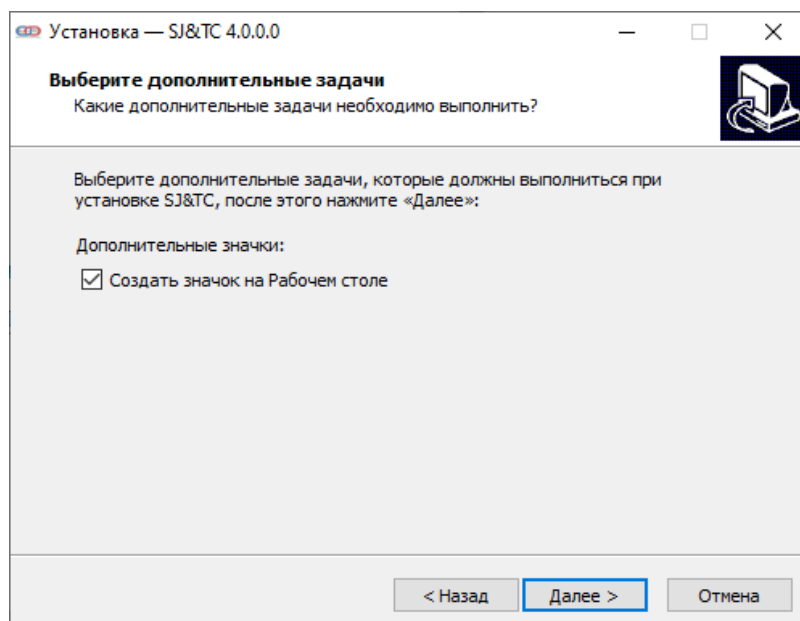 Установка — SJ&TC 4.0.0.0
Выберите дополнительные задачи
Какие дополнительные задачи необходимо выполнить?
Выберите дополнительные задачи, которые должны выполниться при
установке SJ&TC, после этого нажмите «Далее»:
Дополнительные значки:
Создать значок на Рабочем столе
< Назад
Далее >
Отмена